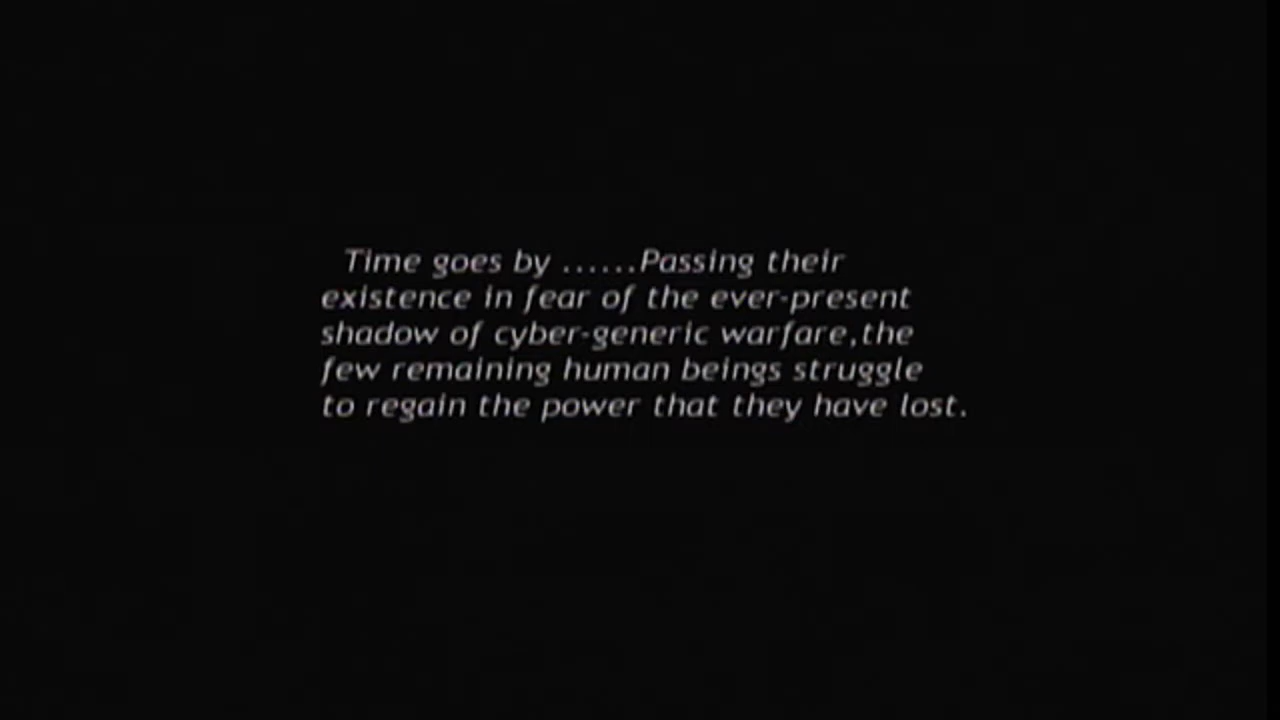 Time goes by ......Passing their
existence in fear of the ever-present
shadow of cyber-generic warfare,the
few remaining human beings struggle
to regain the power that they have lost.